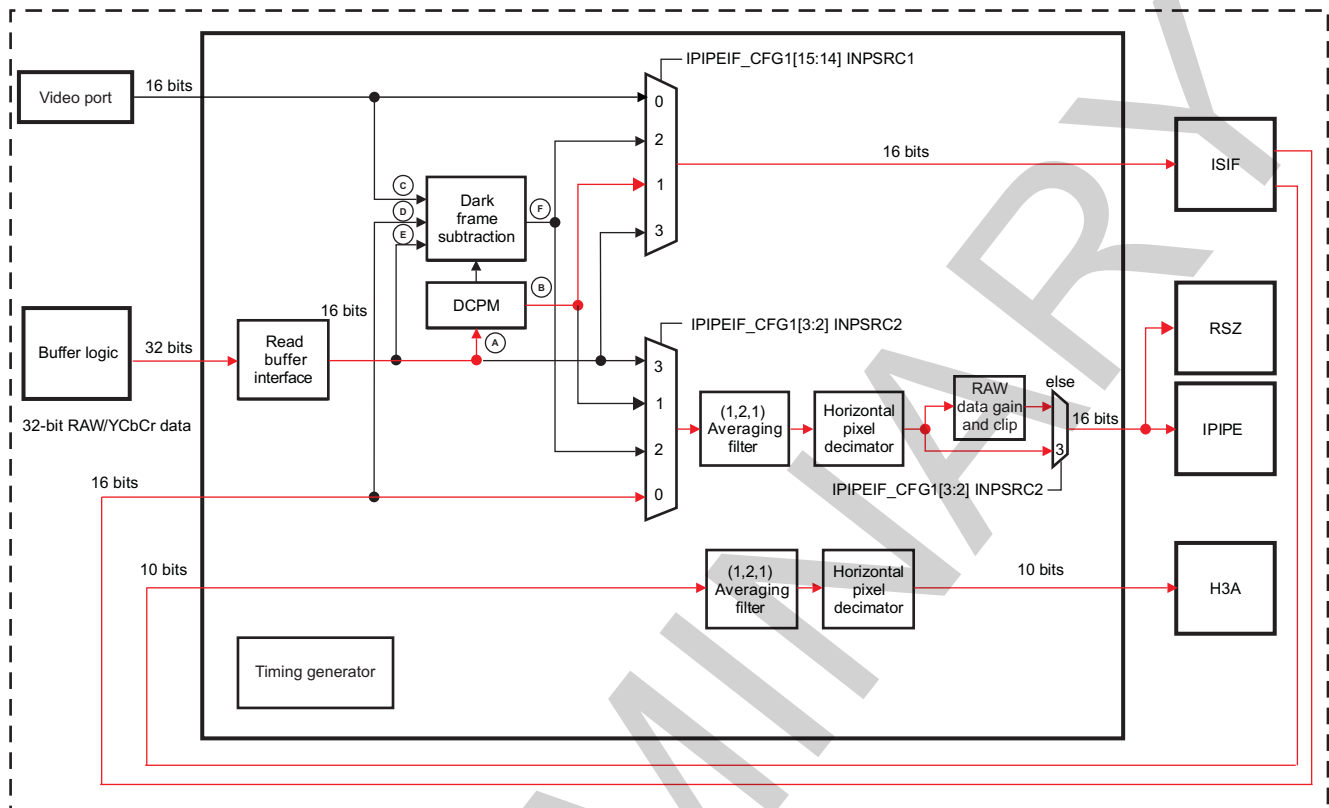 IPIPEIF_CFG1[15:14] INPSRC1
Video port
16 bits
0
2
1
3
16 bits
ISIF
C
D
E
Dark
frame
subtraction
F
DCPM
B
A
Buffer logic
32 bits
32-bit RAW/YCbCr data
Read
buffer
interface
16 bits
IPIPEIF_CFG1[3:2] INPSRC2
3
1
2
0
(1,2,1)
Averaging
filter
Horizontal
pixel
decimator
RAW
data gain
and clip
else
3
16 bits
IPIPEIF_CFG1[3:2] INPSRC2
RSZ
IPIPE
16 bits
10 bits
(1,2,1)
Averaging
filter
Horizontal
pixel
decimator
10 bits
H3A
Timing generator
MINARY